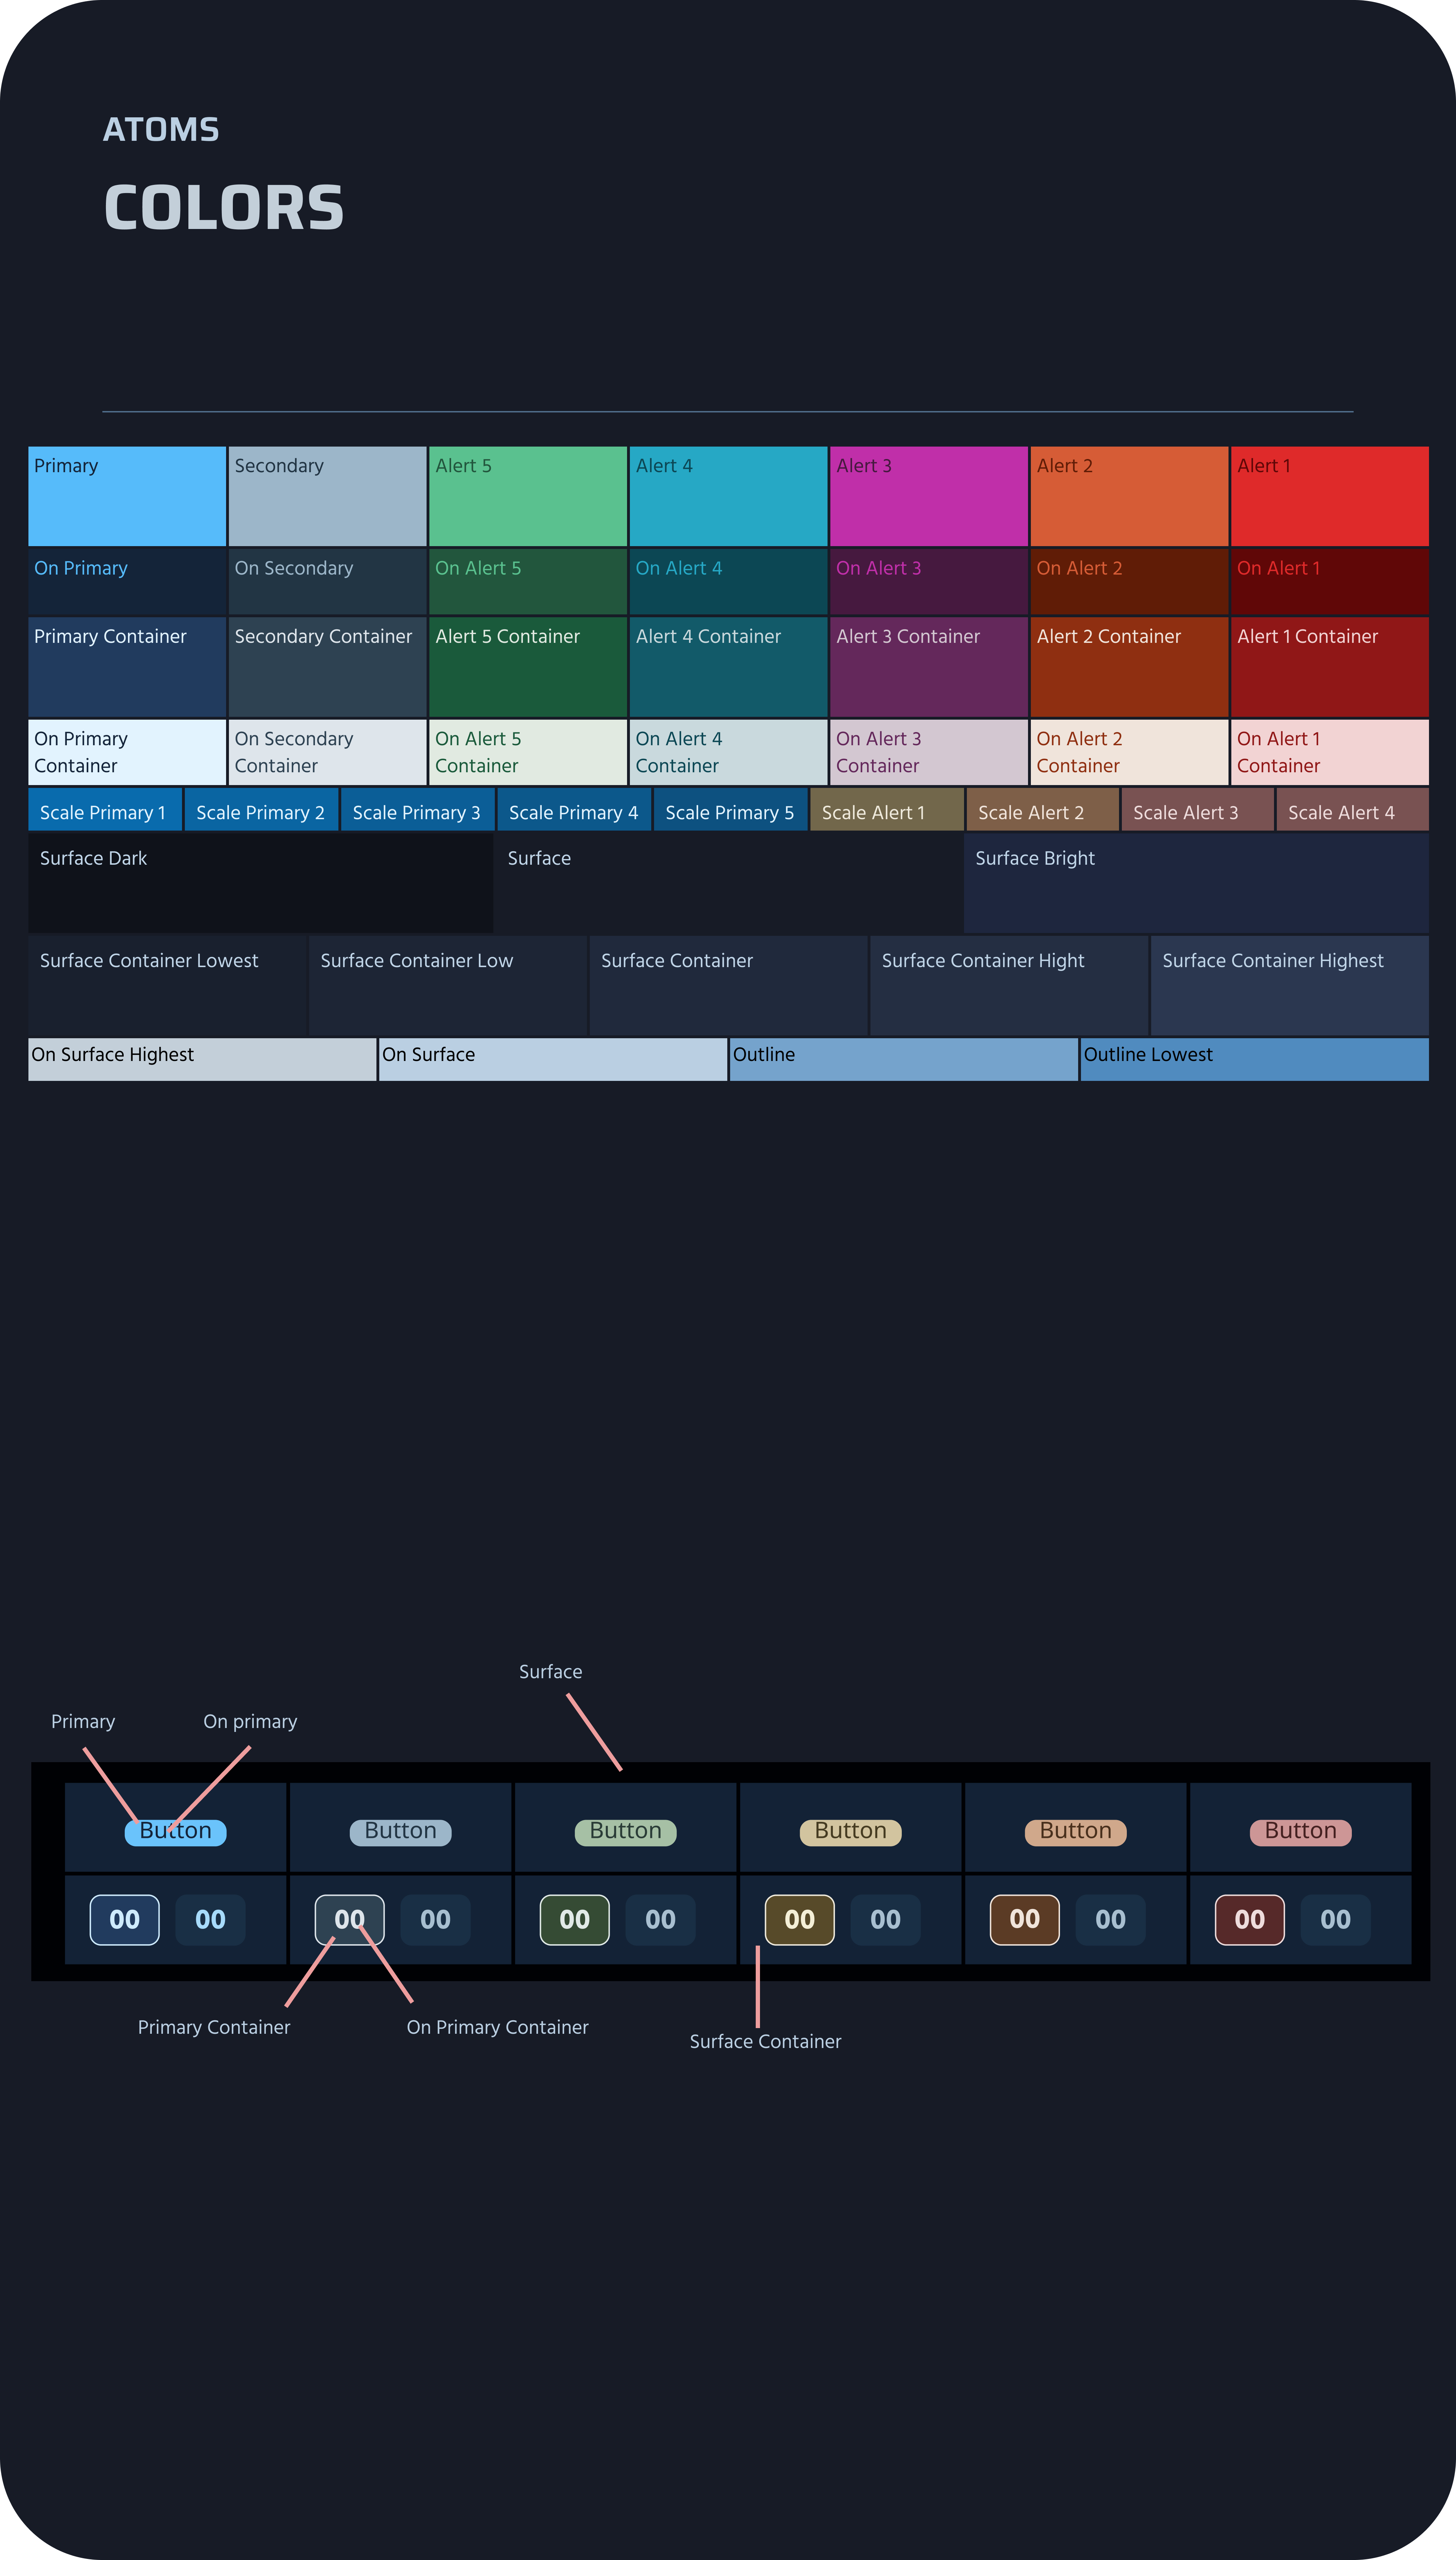 ATOMS
COLORS
Primary
Secondary
Alert 5
Alert 4
Alert 3
Alert 2
Alert 1
On Primary
On Secondary
On Alert 5
On Alert 4
On Alert 3
On Alert 2
On Alert 1
Primary Container
Secondary Container
Alert 5 Container
Alert 4 Container
Alert 3 Container
Alert 2 Container
Alert 1 Container
On Primary
Container
On Secondary
Container
On Alert 5
Container
On Alert 4
Container
On Alert 3
Container
On Alert 2
Container
On Alert 1
Container
Scale Primary 1
Scale Primary 2
Scale Primary 3
Scale Primary 4
Scale Primary 5
Scale Alert 1
Scale Alert 2
Scale Alert 3
Scale Alert 4
Surface Dark
Surface
Surface Bright
Surface Container Lowest
Surface Container Low
Surface Container
Surface Container Hight
Surface Container Highest
On Surface Highest
On Surface
Outline
Outline Lowest
Surface
Primary
On primary
Button
Button
Button
Button
Button
Button
00
00
00
00
00
00
00
00
00
00
00
00
Primary Container
On Primary Container
Surface Container